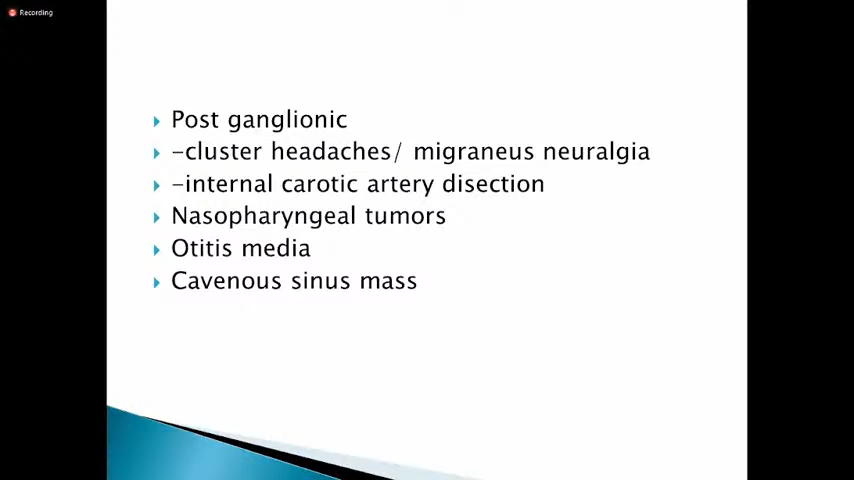 Recording
Post ganglionic
-cluster headaches/ migraneus neuralgia
-internal carotic artery disection
Nasopharyngeal tumors
Otitis media
Cavenous sinus mass